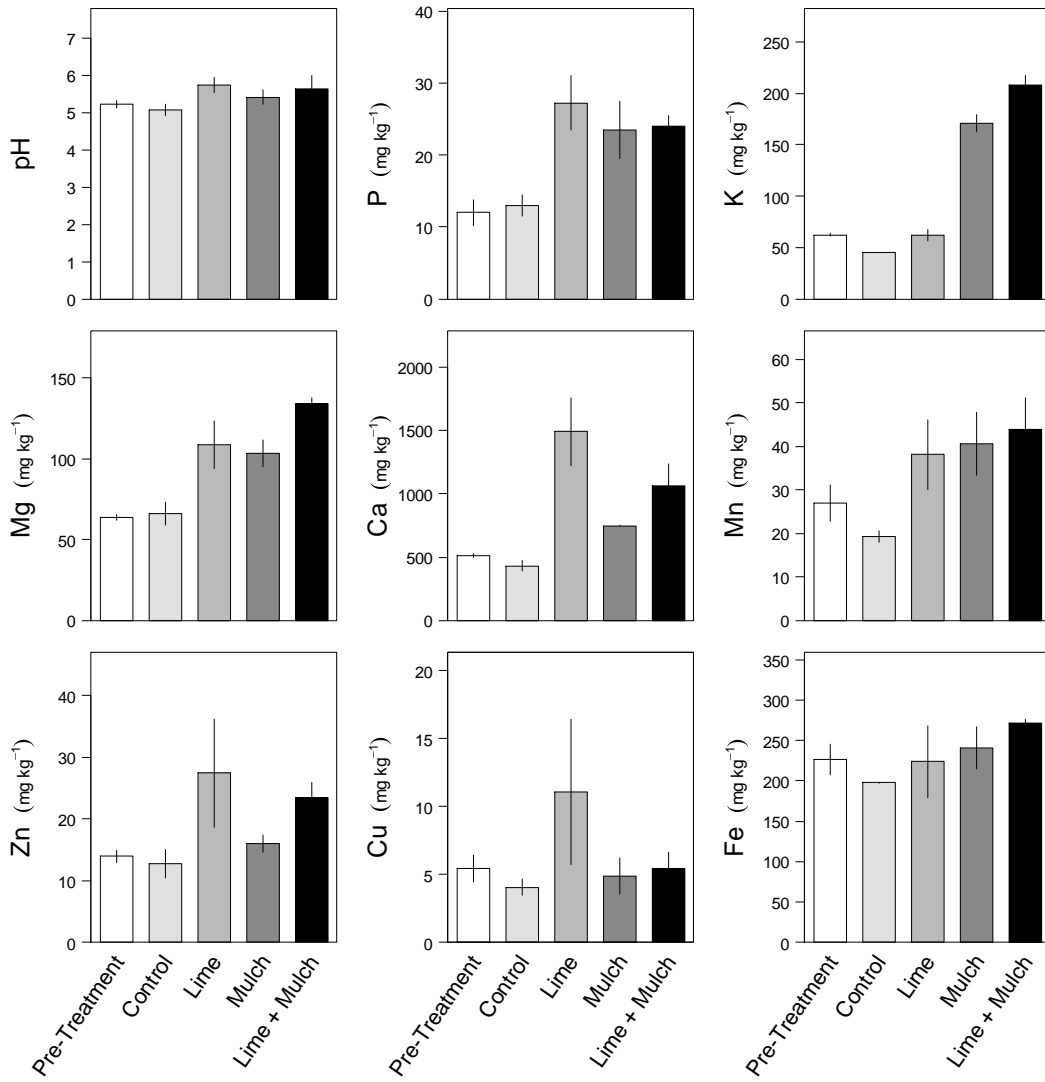 7
6
5
4
3
2
1
0
pH
40
30
20
10
0
P (mg kg⁻¹)
250
200
150
100
50
0
K (mg kg⁻¹)
150
100
50
0
Mg (mg kg⁻¹)
2000
1500
1000
500
0
Ca (mg kg⁻¹)
60
50
40
30
20
10
0
Mn (mg kg⁻¹)
40
30
20
10
0
Zn (mg kg⁻¹)
20
15
10
5
0
Cu (mg kg⁻¹)
350
300
250
200
150
100
50
0
Fe (mg kg⁻¹)
Pre-Treatment
Control
Lime
Mulch
Lime + Mulch
Pre-Treatment
Control
Lime
Mulch
Lime + Mulch
Pre-Treatment
Control
Lime
Mulch
Lime + Mulch